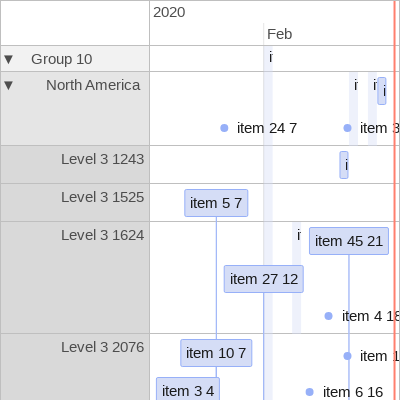 2020
Feb
▼ Group 10
▼ North America
item 24 7
item 3
Level 3 1243
Level 3 1525
item 5 7
Level 3 1624
item 45 21
item 27 12
item 4 18
Level 3 2076
item 10 7
item 1
item 3 4
item 6 16